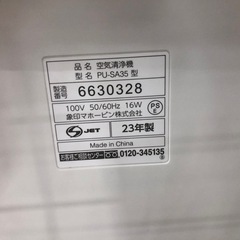 品名 空気清浄機
型名 PU-SA35 型
製造番号 6630328
100V 50/60Hz 16W
象印マホービン株式会社
PS E
JET 23年製
Made in China
お客様ご相談センター 0120-345135